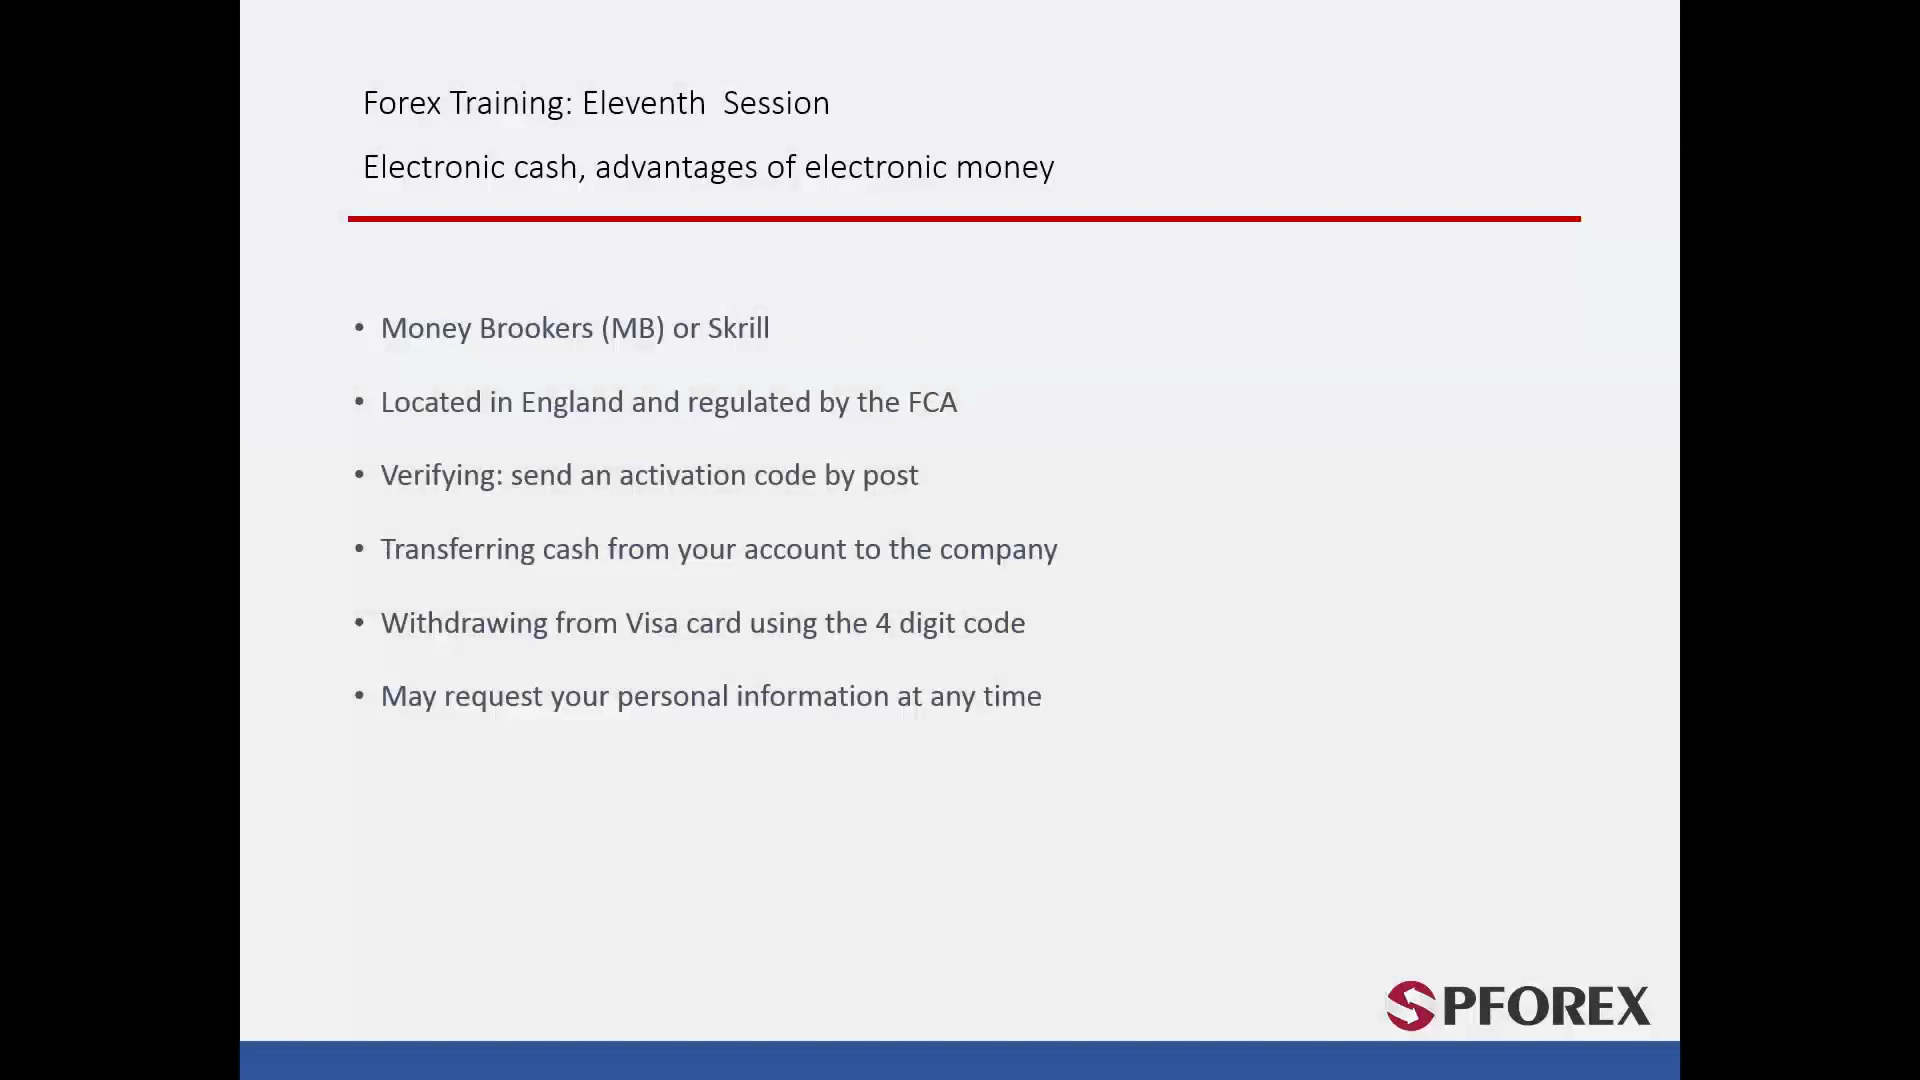 Forex Training: Eleventh  Session
Electronic cash, advantages of electronic money
• Money Brookers (MB) or Skrill
• Located in England and regulated by the FCA
• Verifying: send an activation code by post
• Transferring cash from your account to the company
• Withdrawing from Visa card using the 4 digit code
• May request your personal information at any time
SPFOREX